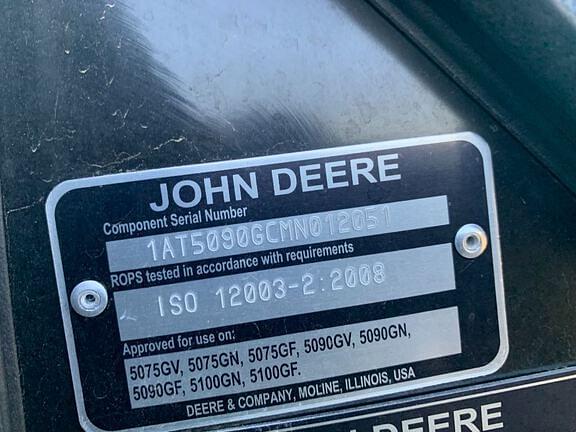 JOHN DEERE
Component Serial Number
1AT5090GCMN012051
ROPS tested in accordance with requirements
ISO 12003-2:2008
Approved for use on:
5075GV, 5075GN, 5075GF, 5090GV, 5090GN,
5090GF, 5100GN, 5100GF.
DEERE & COMPANY, MOLINE, ILLINOIS, USA
DEERE